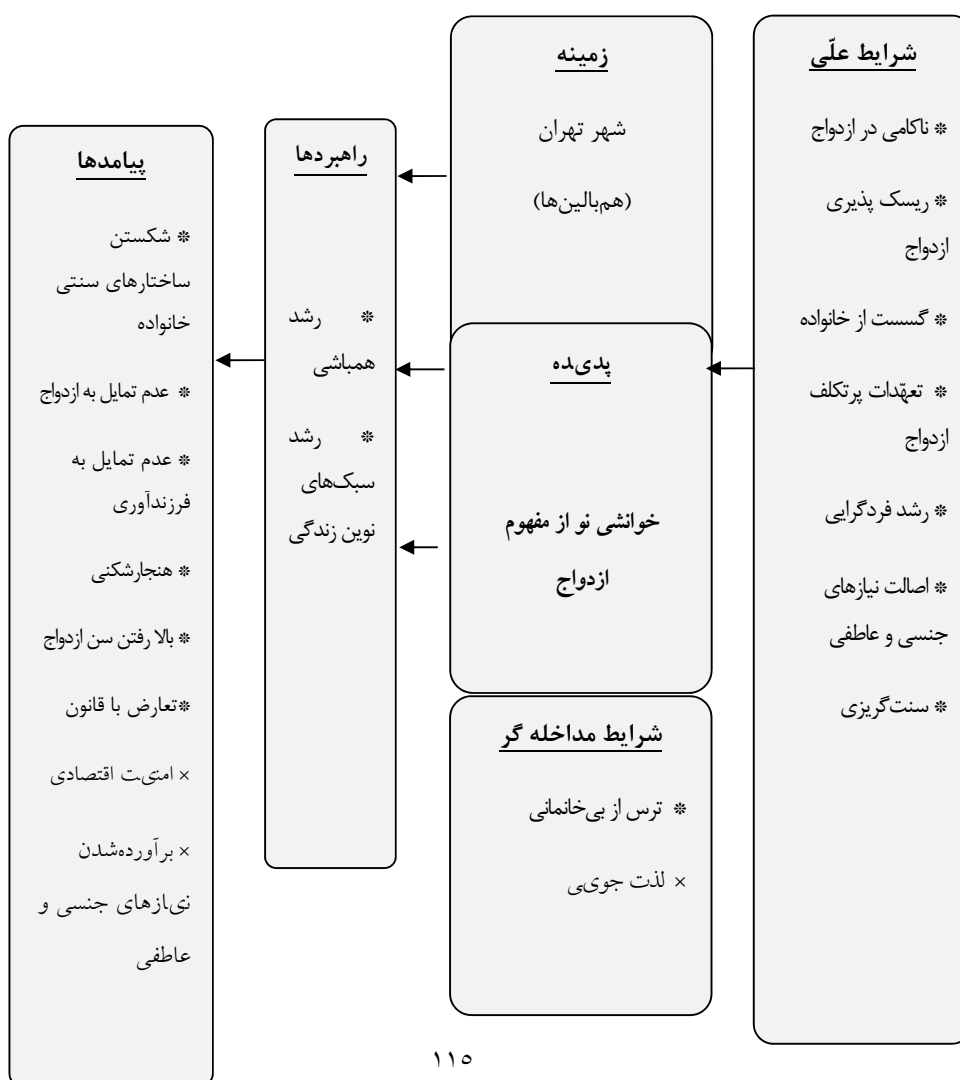 شرایط علّی
* ناکامی در ازدواج
* ریسک پذیری
ازدواج
* گسست از خانواده
* تعهّدات پرتکلف
ازدواج
* رشد فردگرایی
* اصالت نیازهای
جنسی و عاطفی
* سنت‌گریزی
زمینه
شهر تهران
(هم‌بالین‌ها)
پدیده
خوانشی نو از مفهوم
ازدواج
شرایط مداخله گر
* ترس از بی‌خانمانی
× لذت جویی
راهبردها
* رشد
همباشی
* رشد
سبک‌های
نوین زندگی
پیامدها
* شکستن
ساختارهای سنتی
خانواده
* عدم تمایل به ازدواج
* عدم تمایل به
فرزندآوری
* هنجارشکنی
* بالا رفتن سن ازدواج
*تعارض با قانون
× امنیت اقتصادی
× برآورده‌شدن
نیازهای جنسی و
عاطفی
۱۱۵